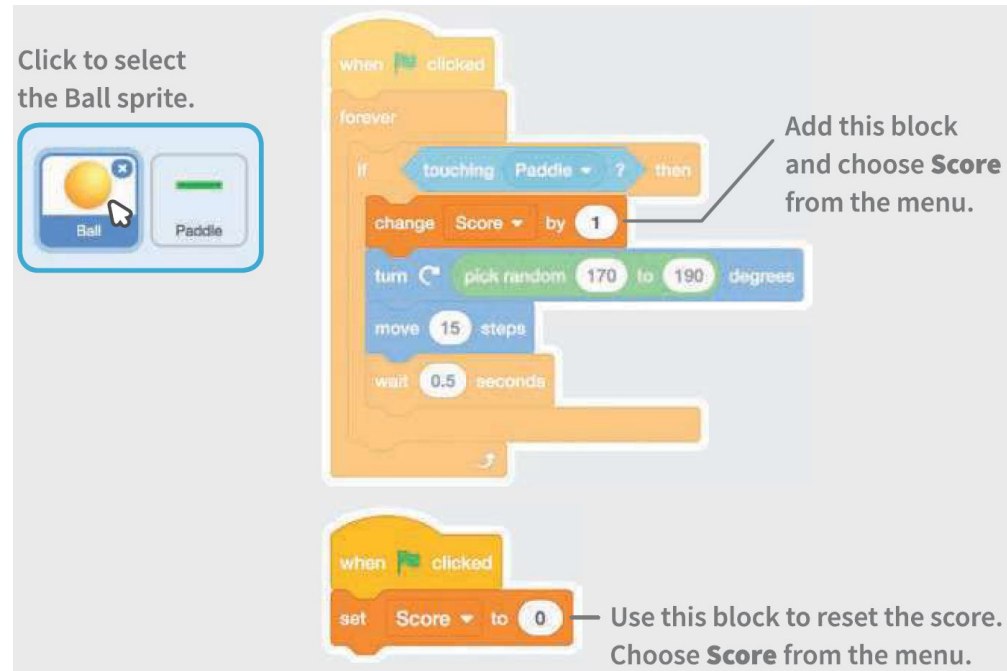 Click to select
the Ball sprite.
Ball
Paddle
when clicked
forever
if touching Paddle ? then
change Score by 1
turn pick random 170 to 190 degrees
move 15 steps
wait 0.5 seconds
Add this block
and choose Score
from the menu.
when clicked
set Score to 0
Use this block to reset the score.
Choose Score from the menu.